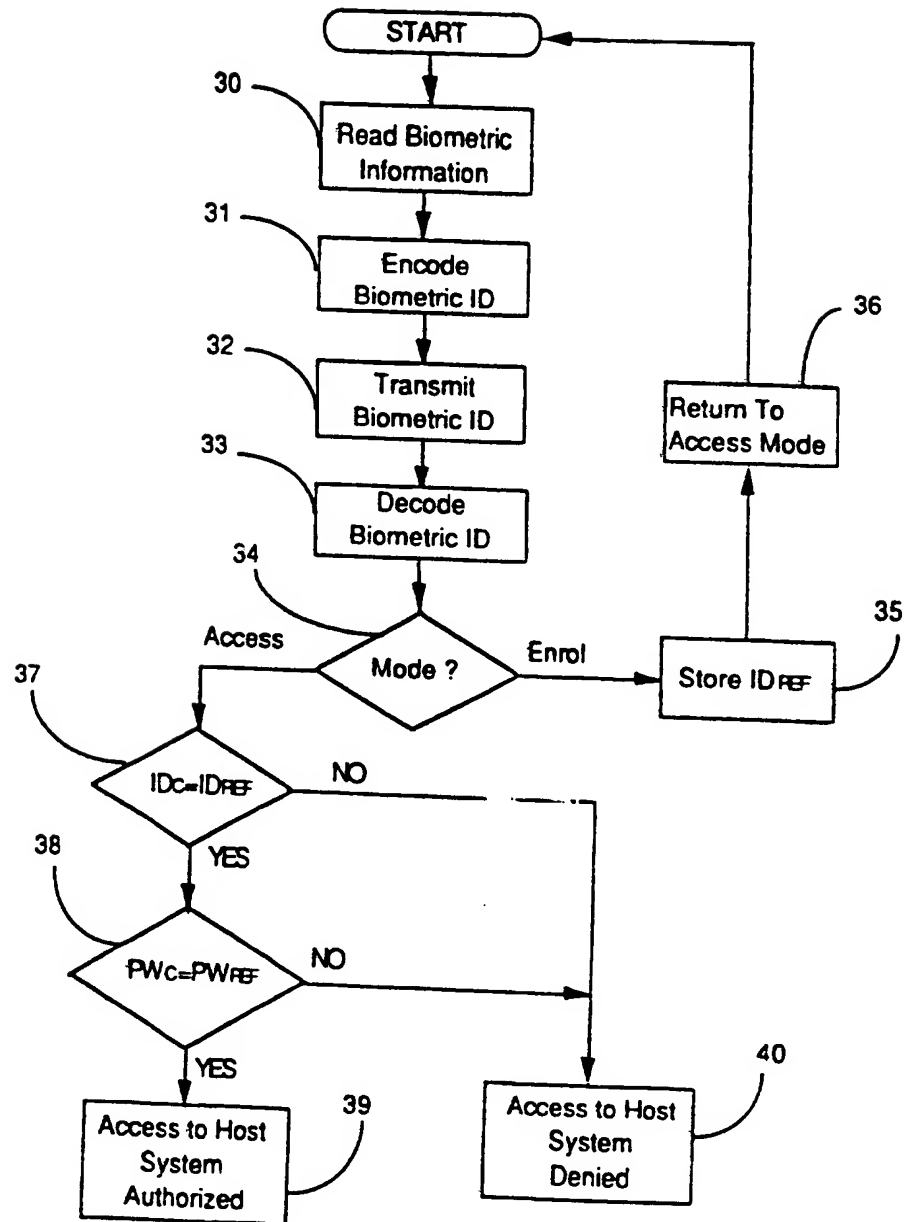 START
30
Read Biometric
Information
31
Encode
Biometric ID
36
32
Transmit
Biometric ID
Return To
Access Mode
33
Decode
Biometric ID
34
Access
Mode ?
Enrol
35
Store IDREF
37
IDC=IDREF
NO
YES
38
PWC=PWREF
NO
YES
40
39
Access to Host
System
Authorized
Access to Host
System
Denied